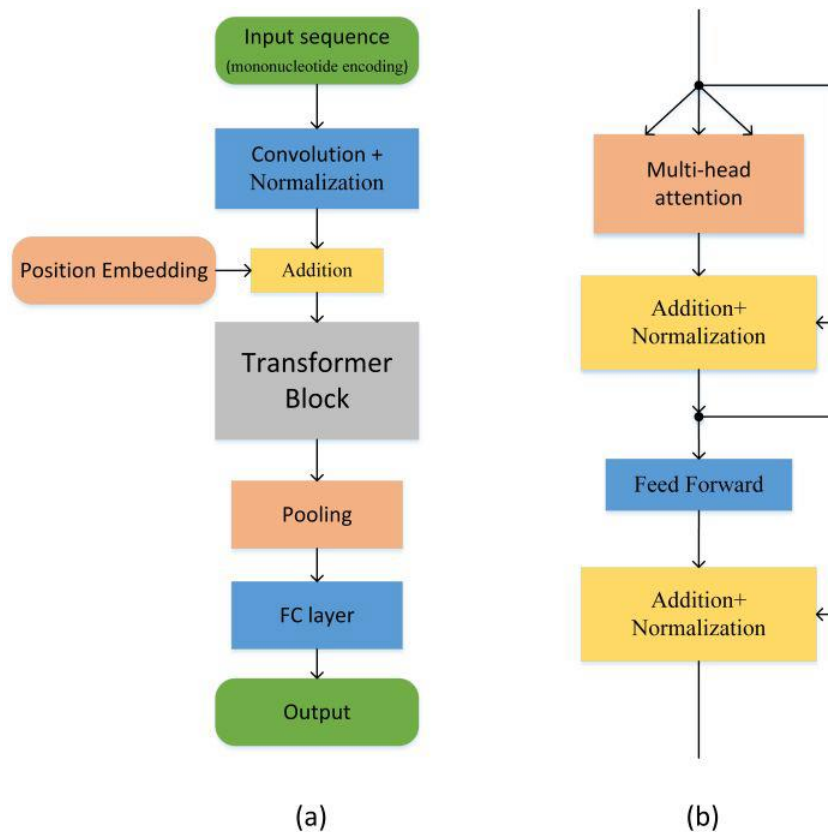 Input sequence
(mononucleotide encoding)
Convolution +
Normalization
Position Embedding
Addition
Transformer
Block
Pooling
FC layer
Output
(a)
Multi-head
attention
Addition+
Normalization
Feed Forward
Addition+
Normalization
(b)